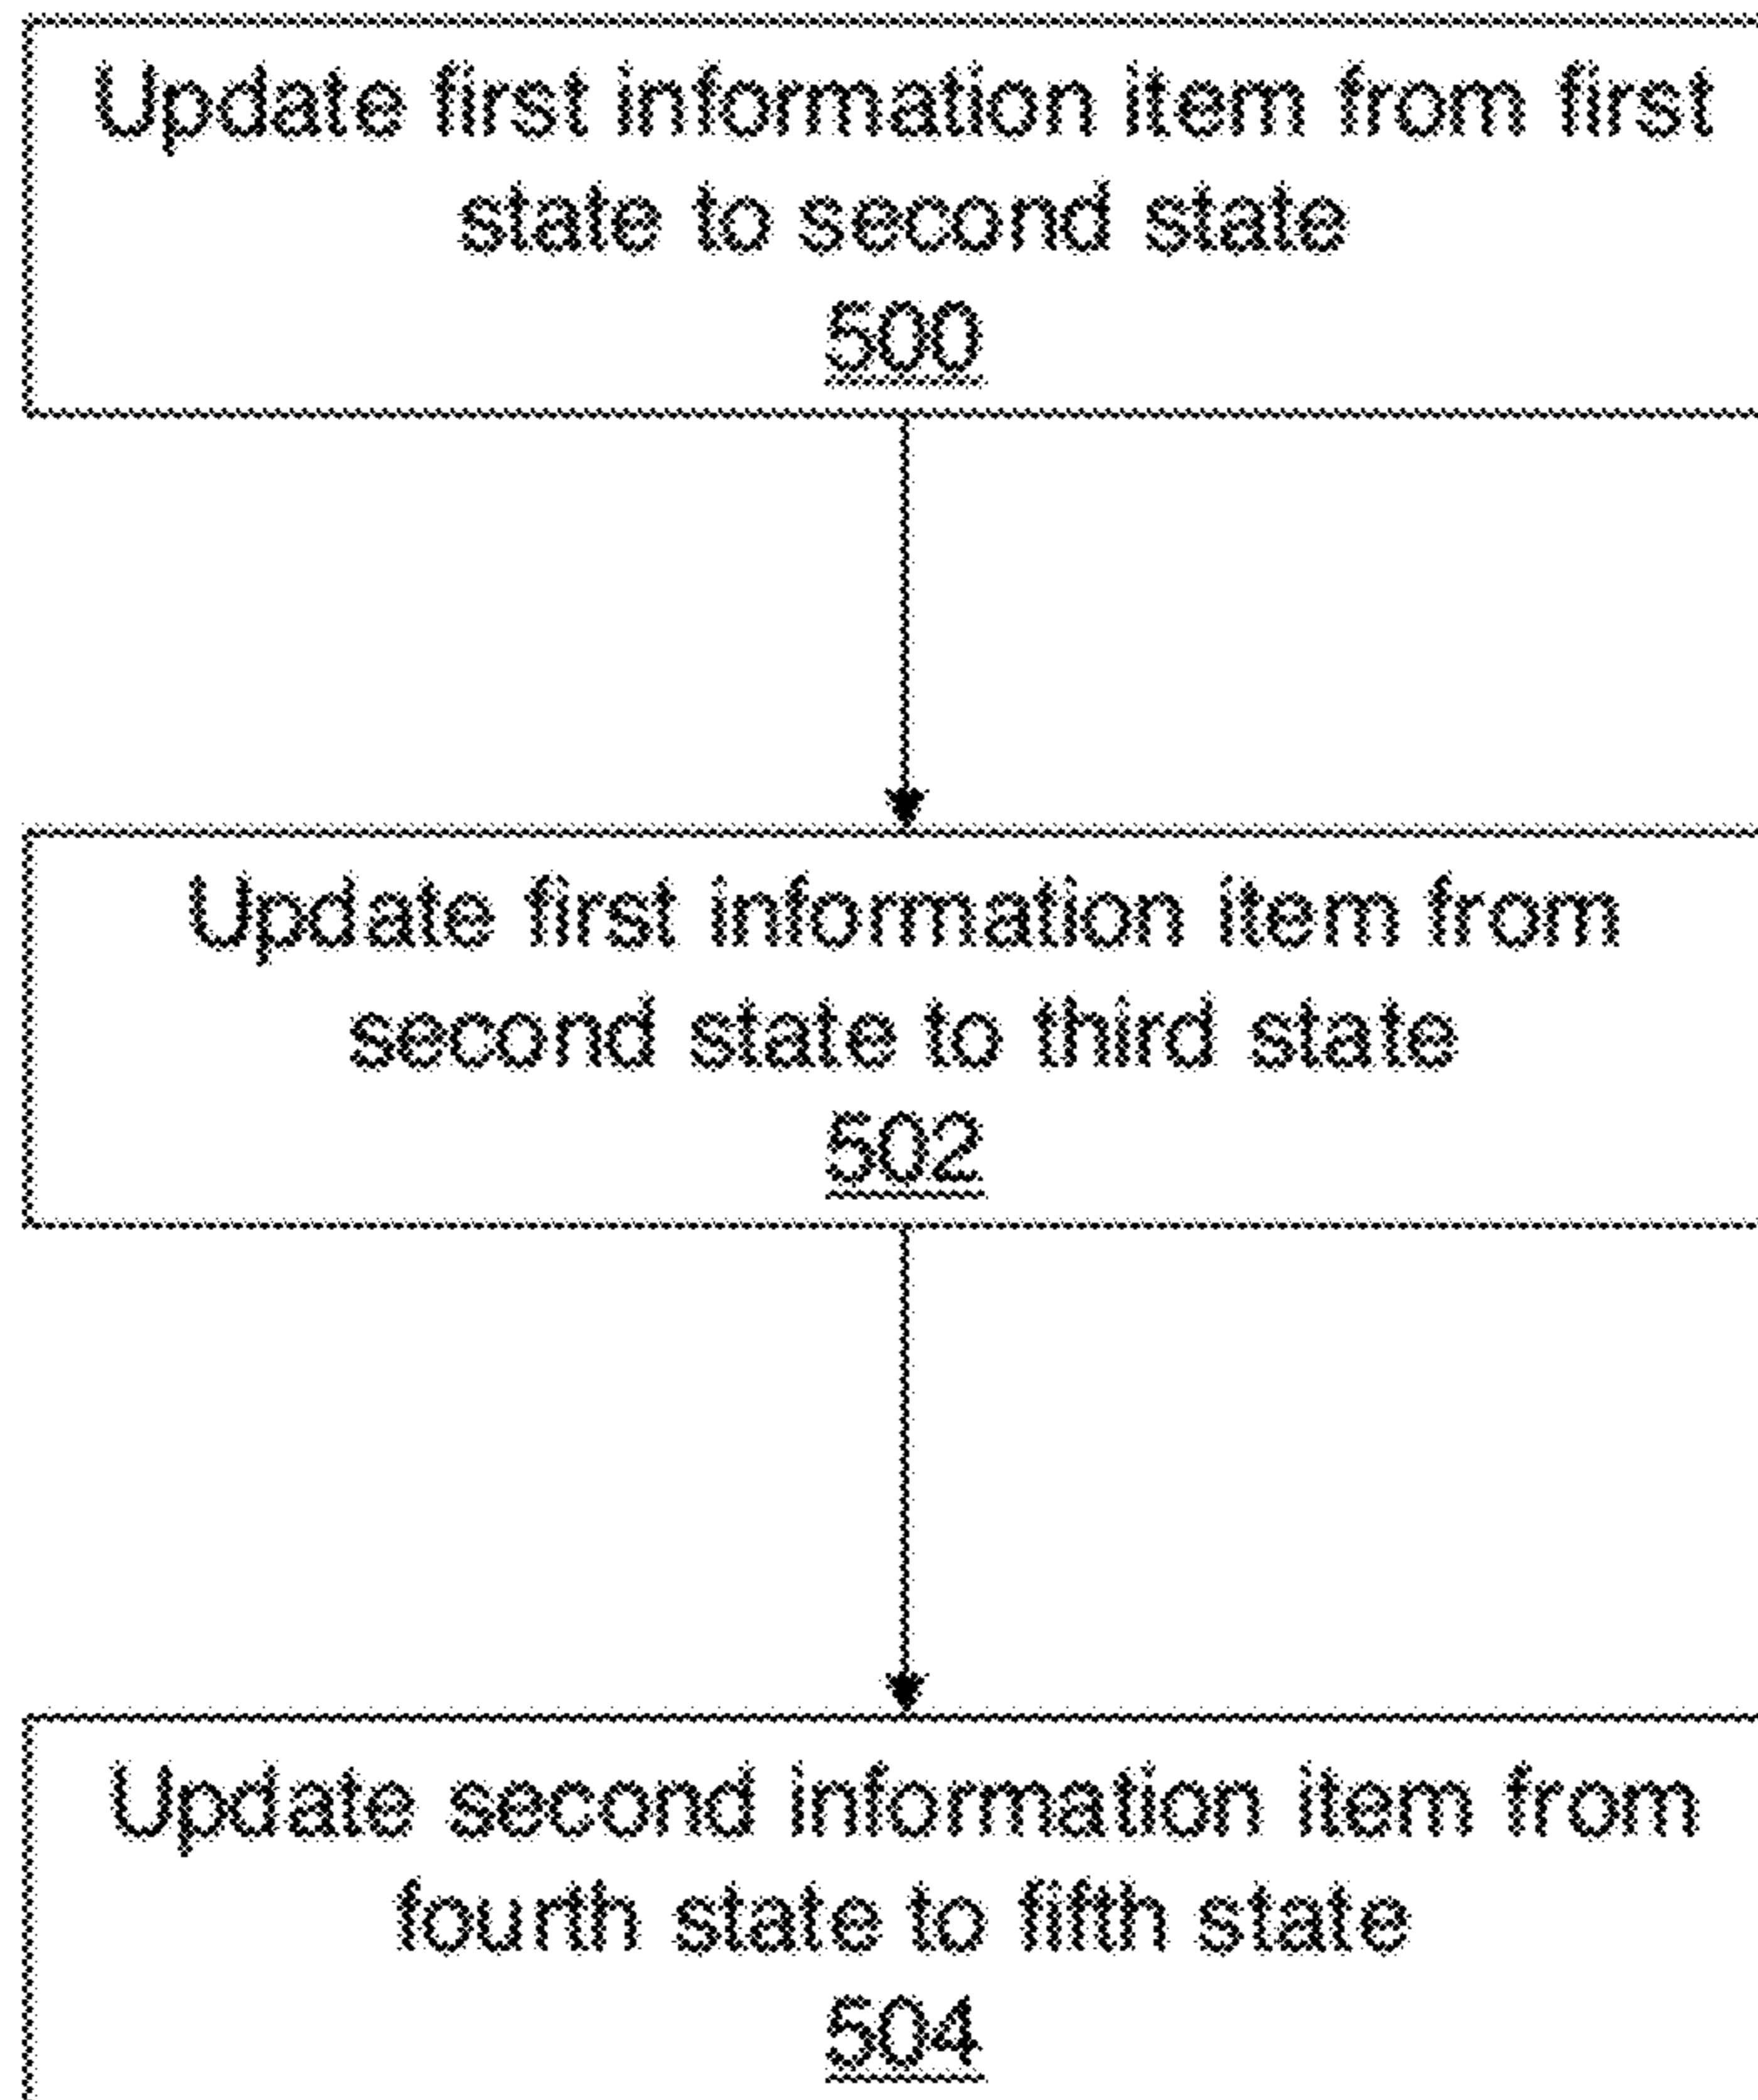 Update first information item from first
state to second state
500
Update first information item from
second state to third state
502
Update second information item from
fourth state to fifth state
504